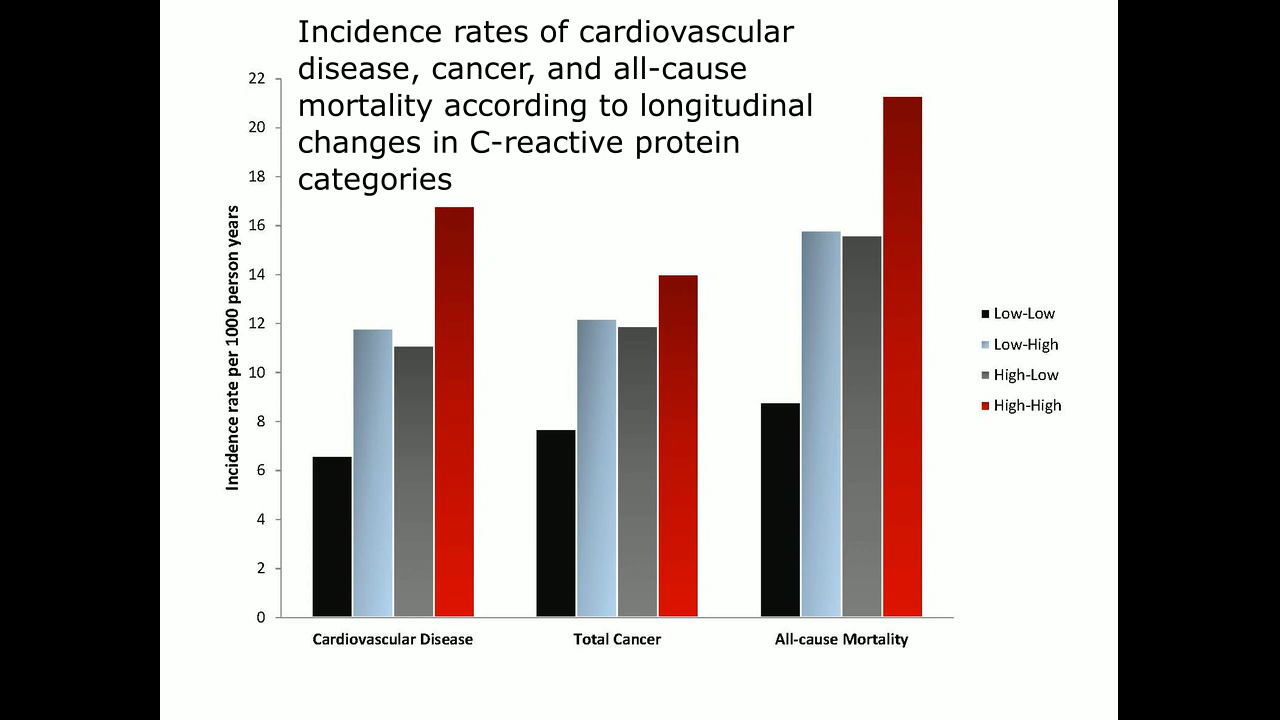 Incidence rates of cardiovascular
disease, cancer, and all-cause
mortality according to longitudinal
changes in C-reactive protein
categories
Incidence rate per 1000 person years
22
20
18
16
14
12
10
8
6
4
2
0
Cardiovascular Disease
Total Cancer
All-cause Mortality
Low-Low
Low-High
High-Low
High-High